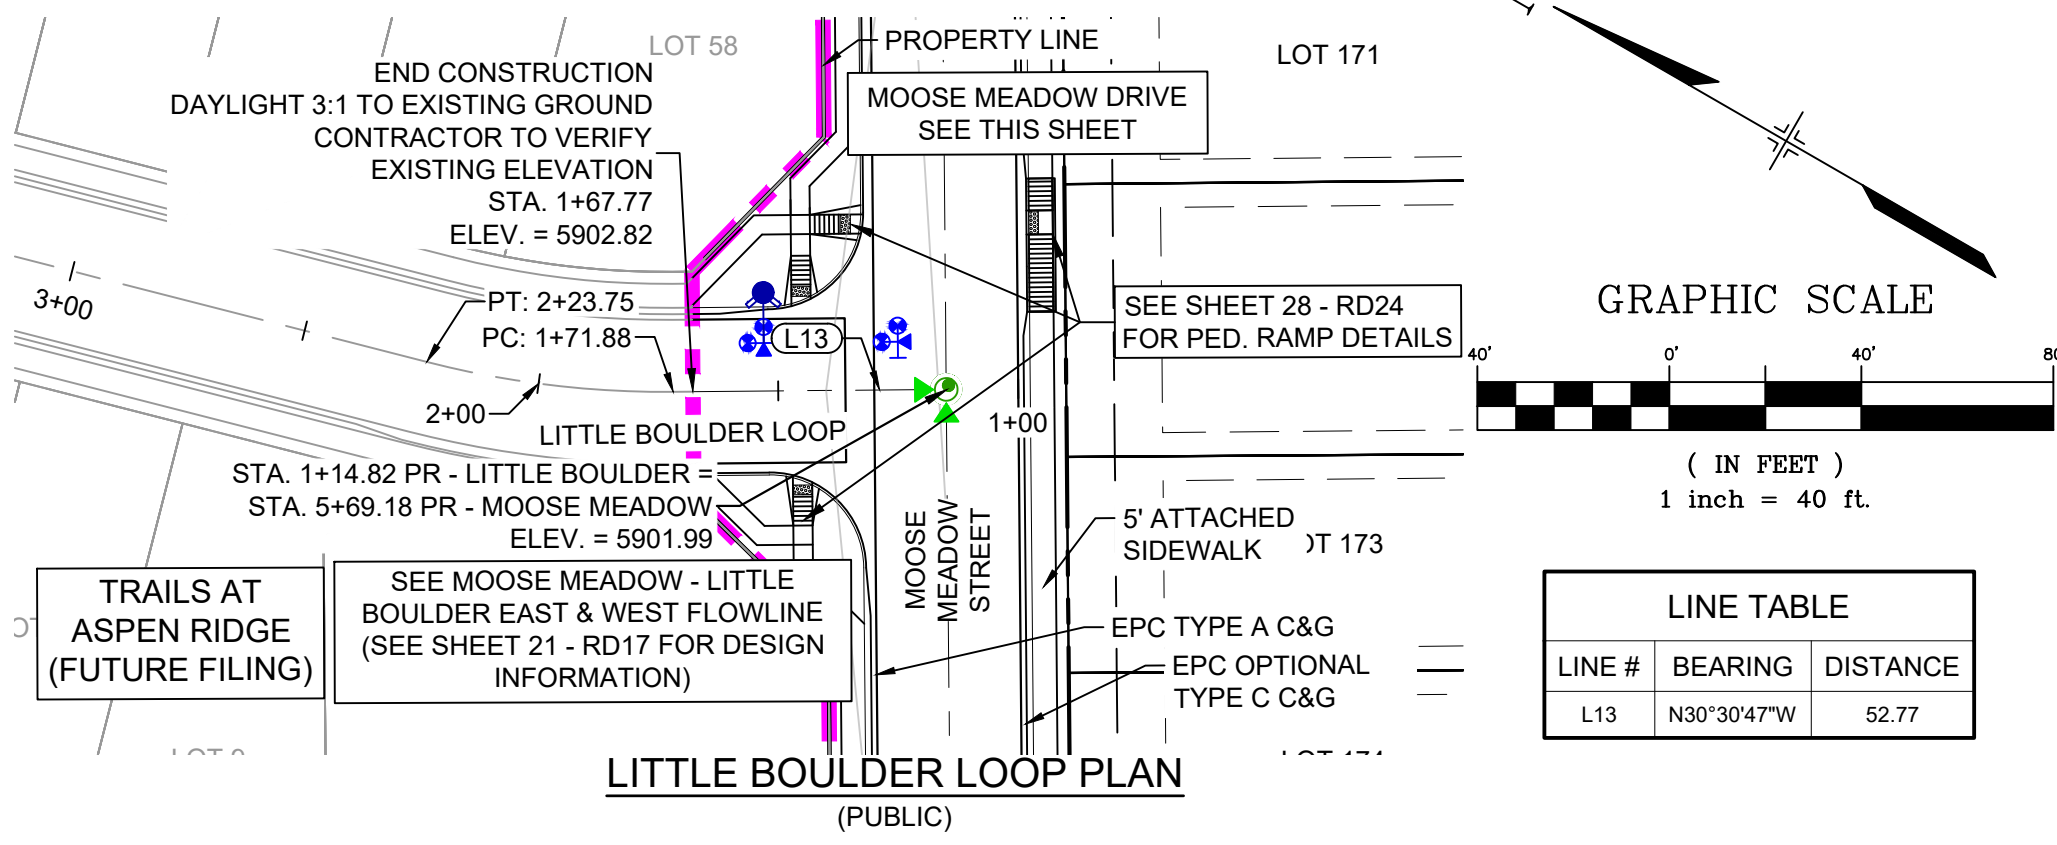 LOT 58
PROPERTY LINE
LOT 171
END CONSTRUCTION
DAYLIGHT 3:1 TO EXISTING GROUND
CONTRACTOR TO VERIFY
EXISTING ELEVATION
STA. 1+67.77
ELEV. = 5902.82
MOOSE MEADOW DRIVE
SEE THIS SHEET
3+00
PT: 2+23.75
PC: 1+71.88
L13
SEE SHEET 28 - RD24
FOR PED. RAMP DETAILS
2+00
LITTLE BOULDER LOOP
1+00
STA. 1+14.82 PR - LITTLE BOULDER =
STA. 5+69.18 PR - MOOSE MEADOW
ELEV. = 5901.99
MOOSE
MEADOW
STREET
5' ATTACHED
SIDEWALK
OT 173
TRAILS AT
ASPEN RIDGE
(FUTURE FILING)
SEE MOOSE MEADOW - LITTLE
BOULDER EAST & WEST FLOWLINE
(SEE SHEET 21 - RD17 FOR DESIGN
INFORMATION)
EPC TYPE A C&G
EPC OPTIONAL
TYPE C C&G
LOT 174
LITTLE BOULDER LOOP PLAN
(PUBLIC)
GRAPHIC SCALE
40' 0' 40' 80
( IN FEET )
1 inch = 40 ft.
LINE TABLE
LINE # BEARING DISTANCE
L13 N30°30'47"W 52.77